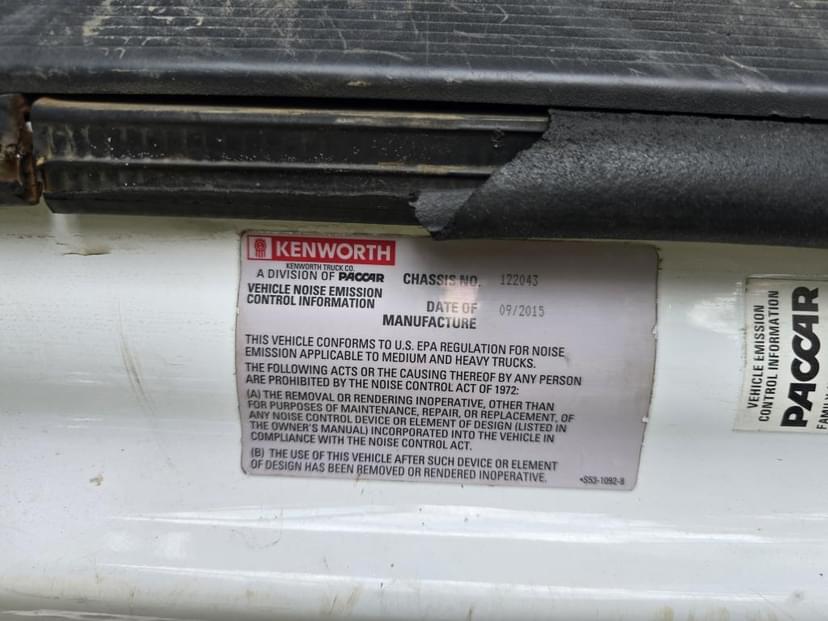 KENWORTH
KENWORTH TRUCK CO.
A DIVISION OF PACCAR
VEHICLE NOISE EMISSION
CONTROL INFORMATION
CHASSIS NO. 122043
DATE OF
MANUFACTURE 09/2015
THIS VEHICLE CONFORMS TO U.S. EPA REGULATION FOR NOISE
EMISSION APPLICABLE TO MEDIUM AND HEAVY TRUCKS.
THE FOLLOWING ACTS OR THE CAUSING THEREOF BY ANY PERSON
ARE PROHIBITED BY THE NOISE CONTROL ACT OF 1972:
(A) THE REMOVAL OR RENDERING INOPERATIVE, OTHER THAN
FOR PURPOSES OF MAINTENANCE, REPAIR, OR REPLACEMENT, OF
ANY NOISE CONTROL DEVICE OR ELEMENT OF DESIGN (LISTED IN
THE OWNER'S MANUAL) INCORPORATED INTO THE VEHICLE IN
COMPLIANCE WITH THE NOISE CONTROL ACT.
(B) THE USE OF THIS VEHICLE AFTER SUCH DEVICE OR ELEMENT
OF DESIGN HAS BEEN REMOVED OR RENDERED INOPERATIVE.
•S53-1092-8
VEHICLE EMISSION
CONTROL INFORMATION
PACCAR